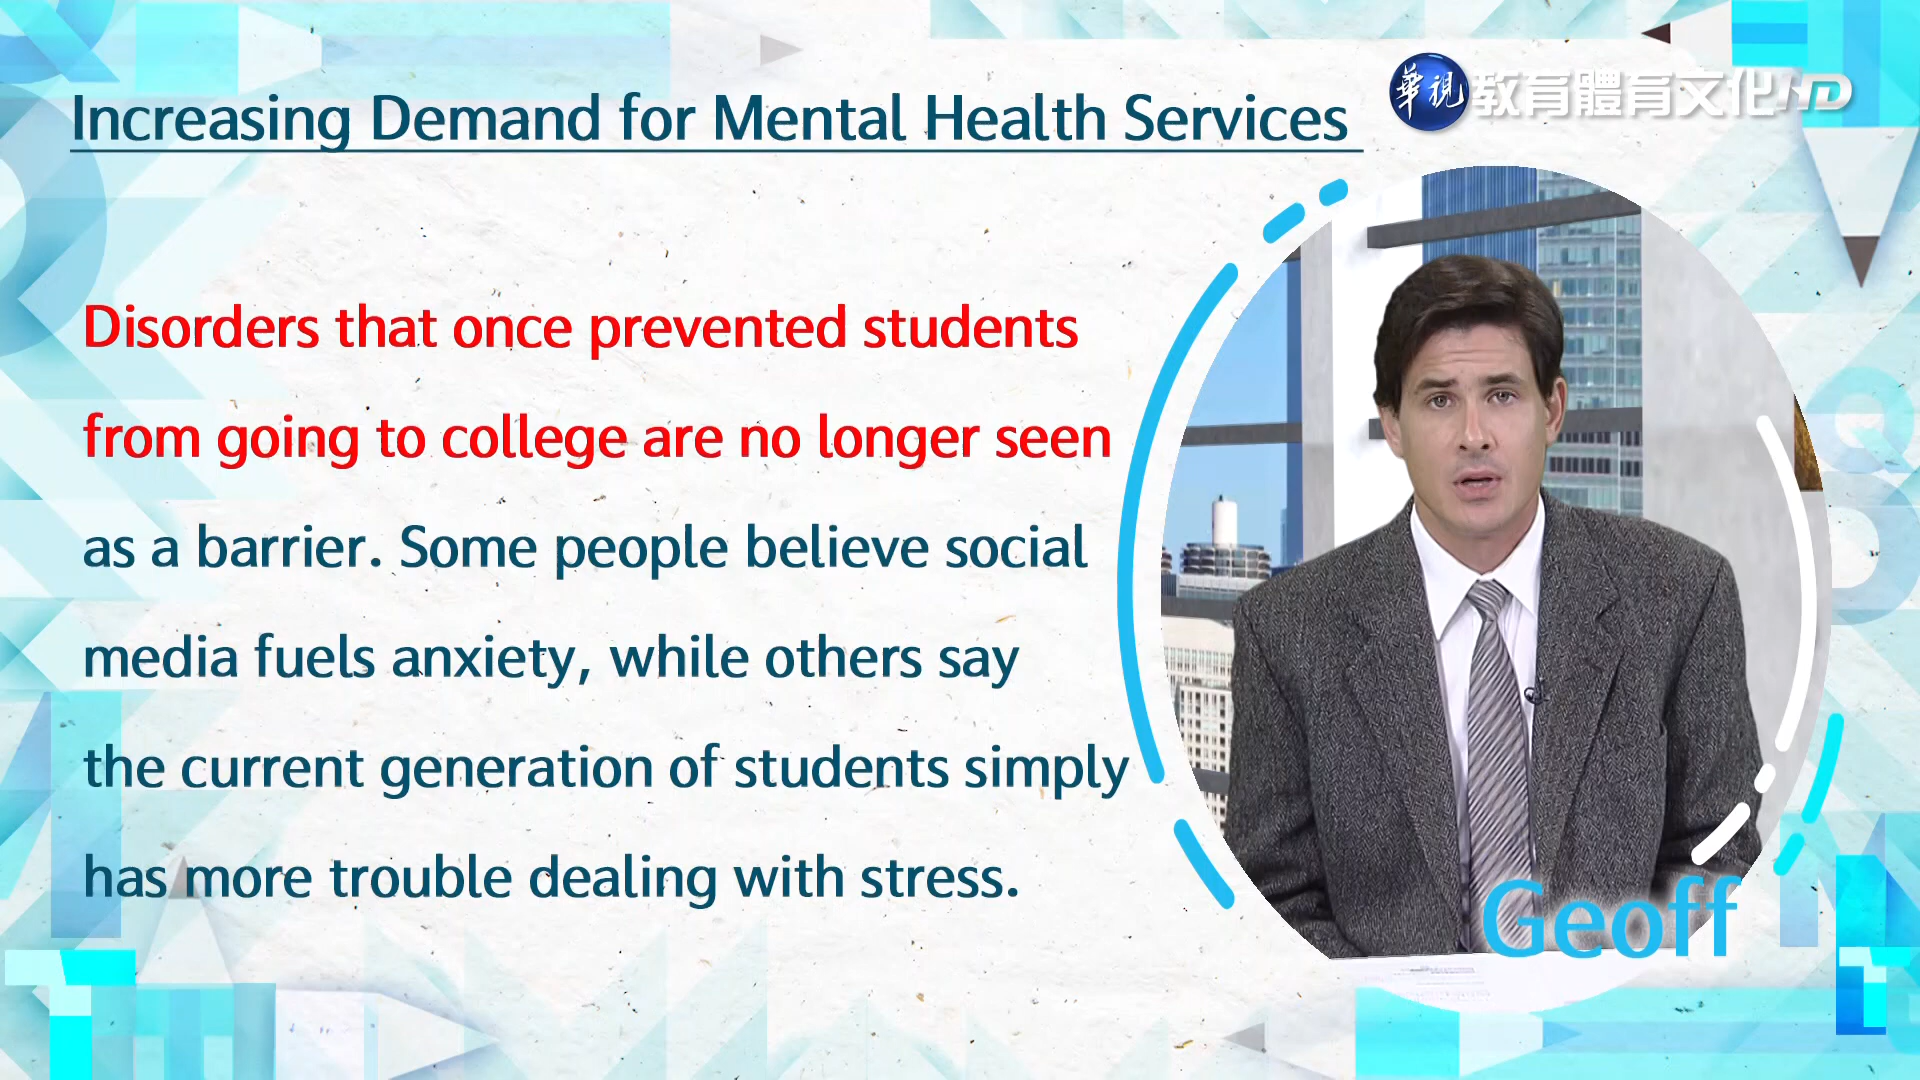 Increasing Demand for Mental Health Services
華視 教育體育文化HD
Disorders that once prevented students
from going to college are no longer seen
as a barrier. Some people believe social
media fuels anxiety, while others say
the current generation of students simply
has more trouble dealing with stress.
Geoff